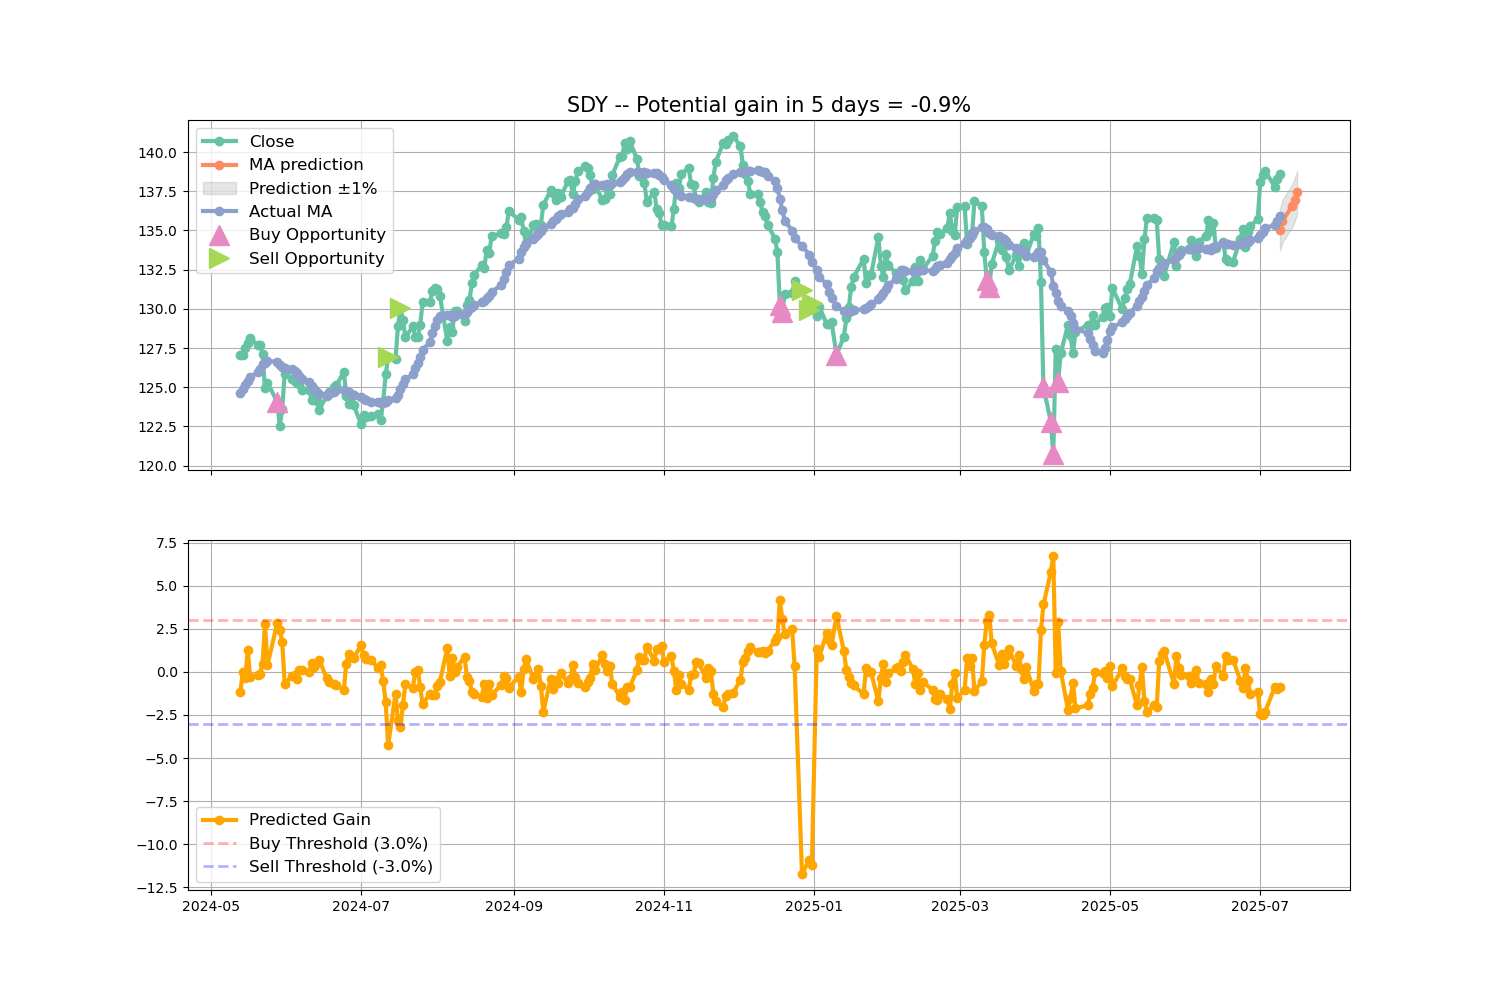 SDY -- Potential gain in 5 days = -0.9%
Close
MA prediction
Prediction ±1%
Actual MA
Buy Opportunity
Sell Opportunity
140.0
137.5
135.0
132.5
130.0
127.5
125.0
122.5
120.0
7.5
5.0
2.5
0.0
−2.5
−5.0
−7.5
−10.0
−12.5
Predicted Gain
Buy Threshold (3.0%)
Sell Threshold (-3.0%)
2024-05 2024-07 2024-09 2024-11 2025-01 2025-03 2025-05 2025-07